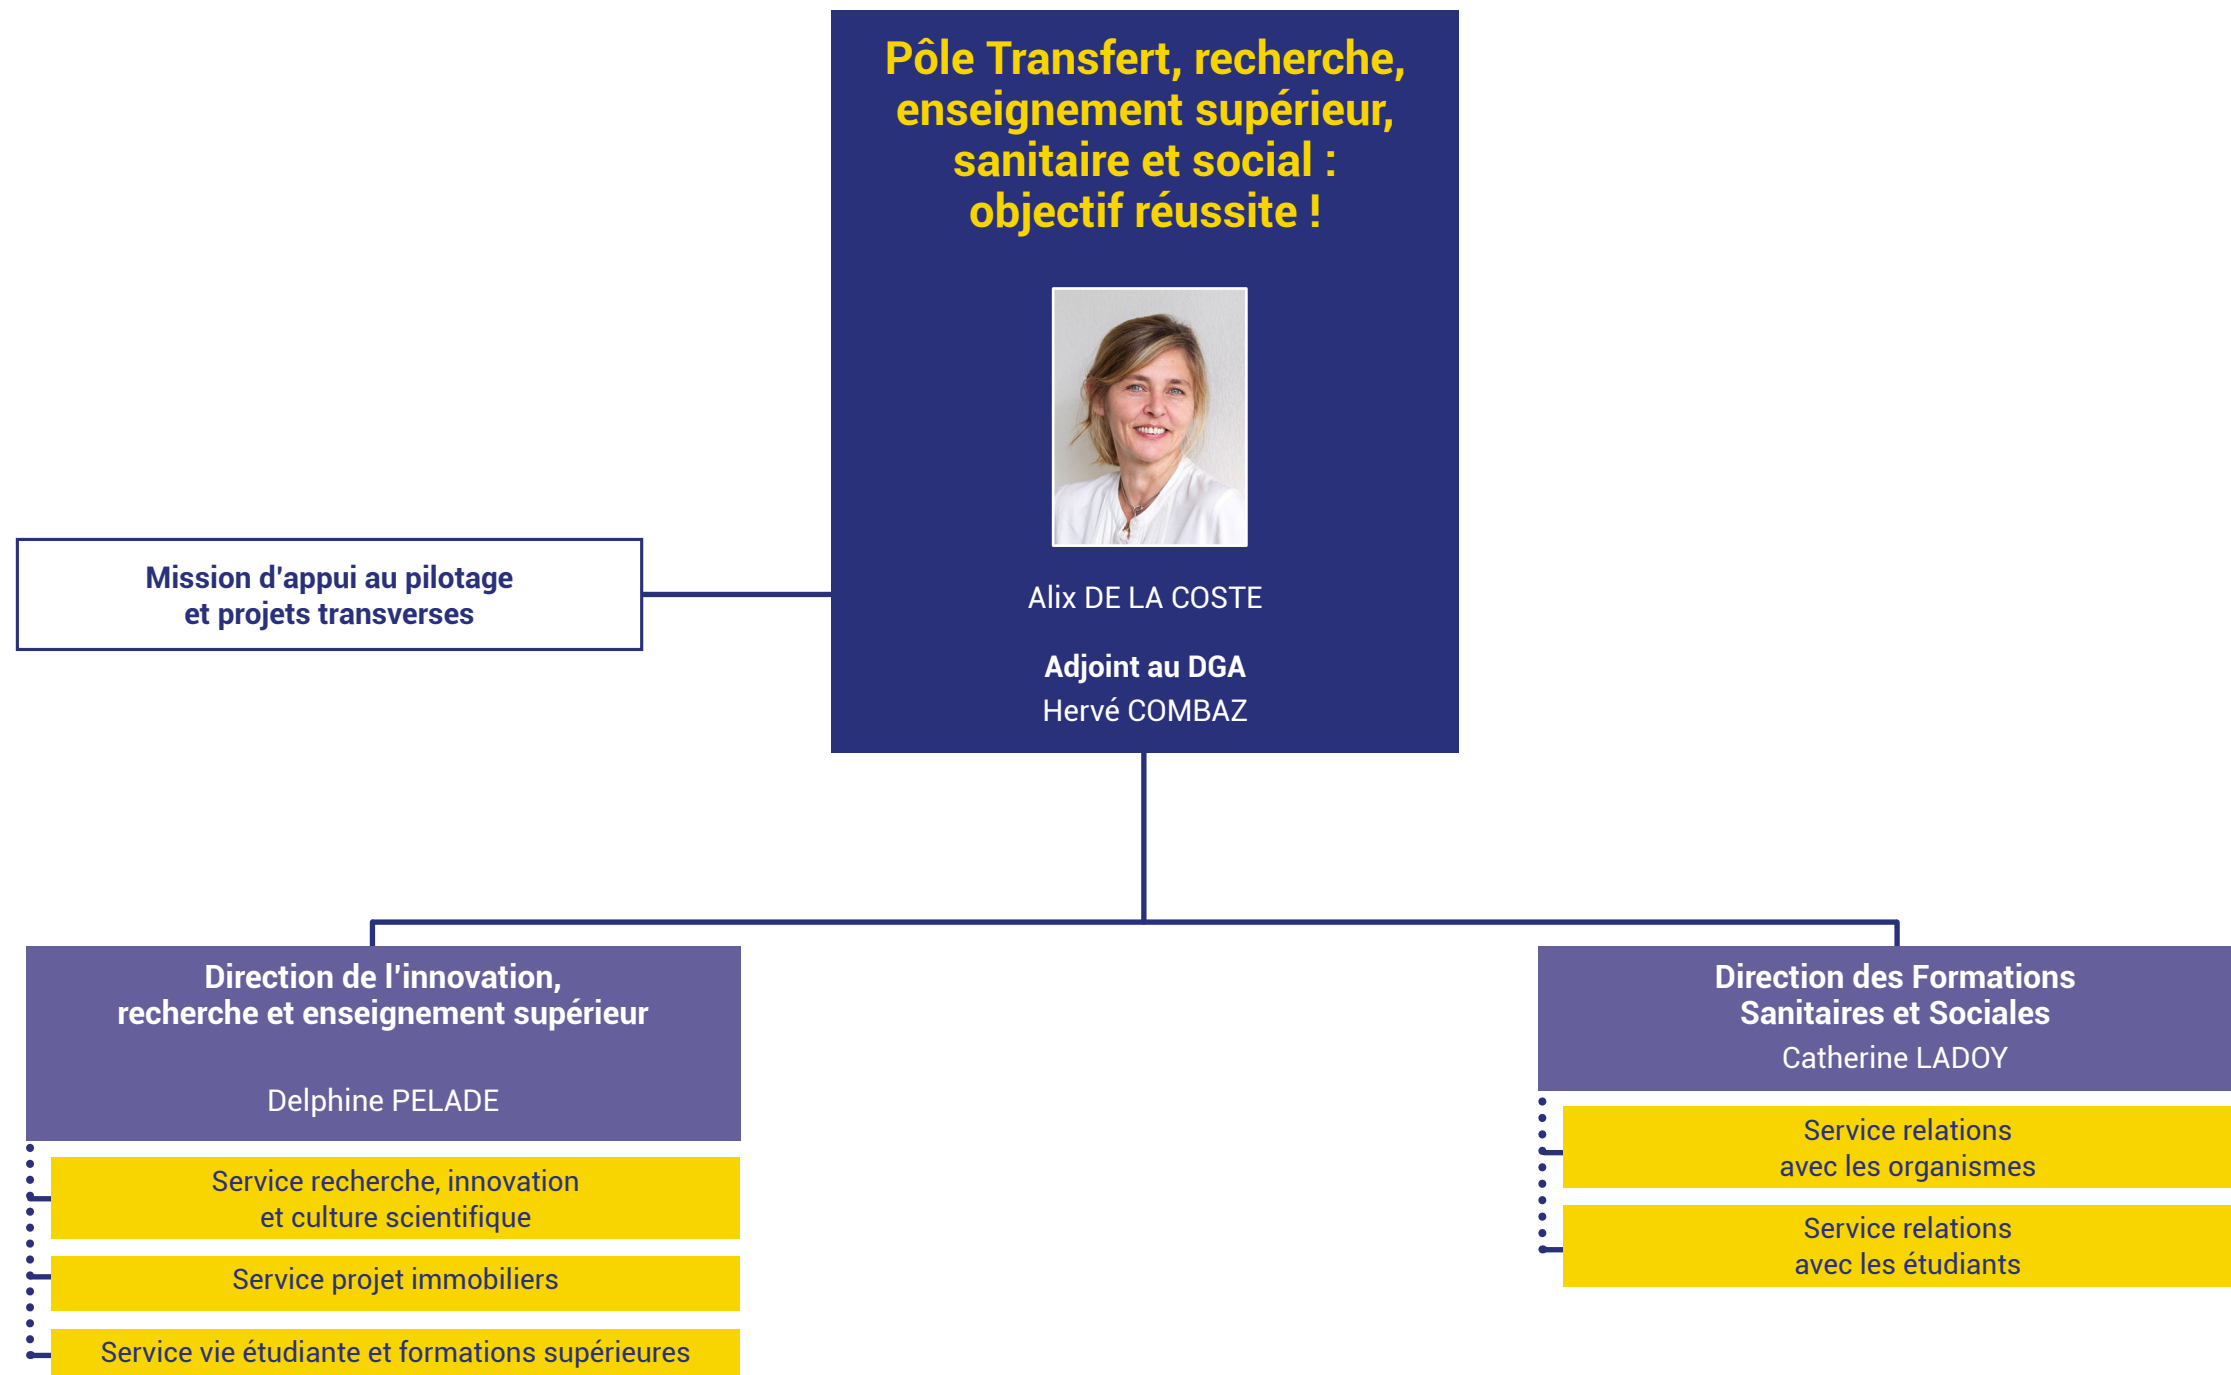 Pôle Transfert, recherche,
enseignement supérieur,
sanitaire et social :
objectif réussite !
Alix DE LA COSTE
Adjoint au DGA
Hervé COMBAZ
Mission d'appui au pilotage
et projets transverses
Direction de l'innovation,
recherche et enseignement supérieur
Delphine PELADE
Service recherche, innovation
et culture scientifique
Service projet immobiliers
Service vie étudiante et formations supérieures
Direction des Formations
Sanitaires et Sociales
Catherine LADOY
Service relations
avec les organismes
Service relations
avec les étudiants